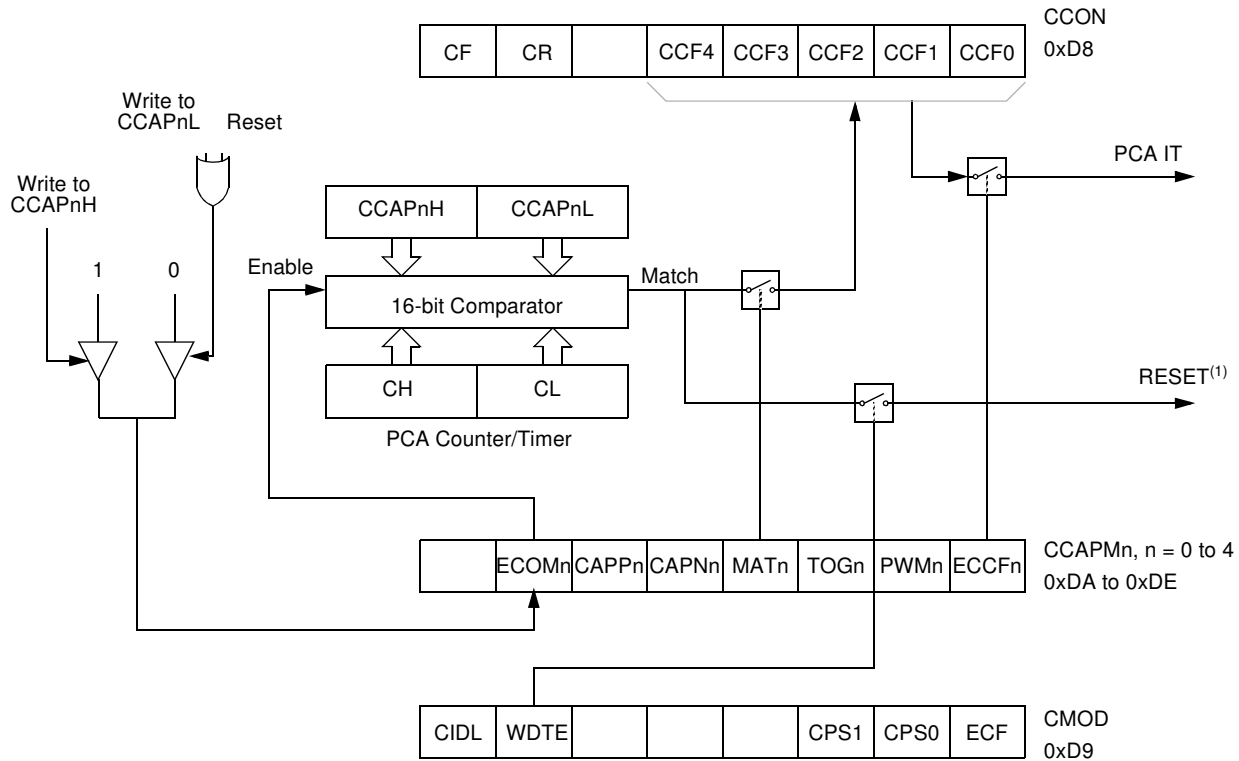 CCON
CF CR CCF4 CCF3 CCF2 CCF1 CCF0
0xD8
Write to
CCAPnL Reset
PCA IT
Write to
CCAPnH
CCAPnH CCAPnL
1 0
Enable
Match
16-bit Comparator
RESET(1)
CH CL
PCA Counter/Timer
ECOMn CAPPn CAPNn MATn TOGn PWMn ECCFn
CCAPMn, n = 0 to 4
0xDA to 0xDE
CIDL WDTE CPS1 CPS0 ECF
CMOD
0xD9